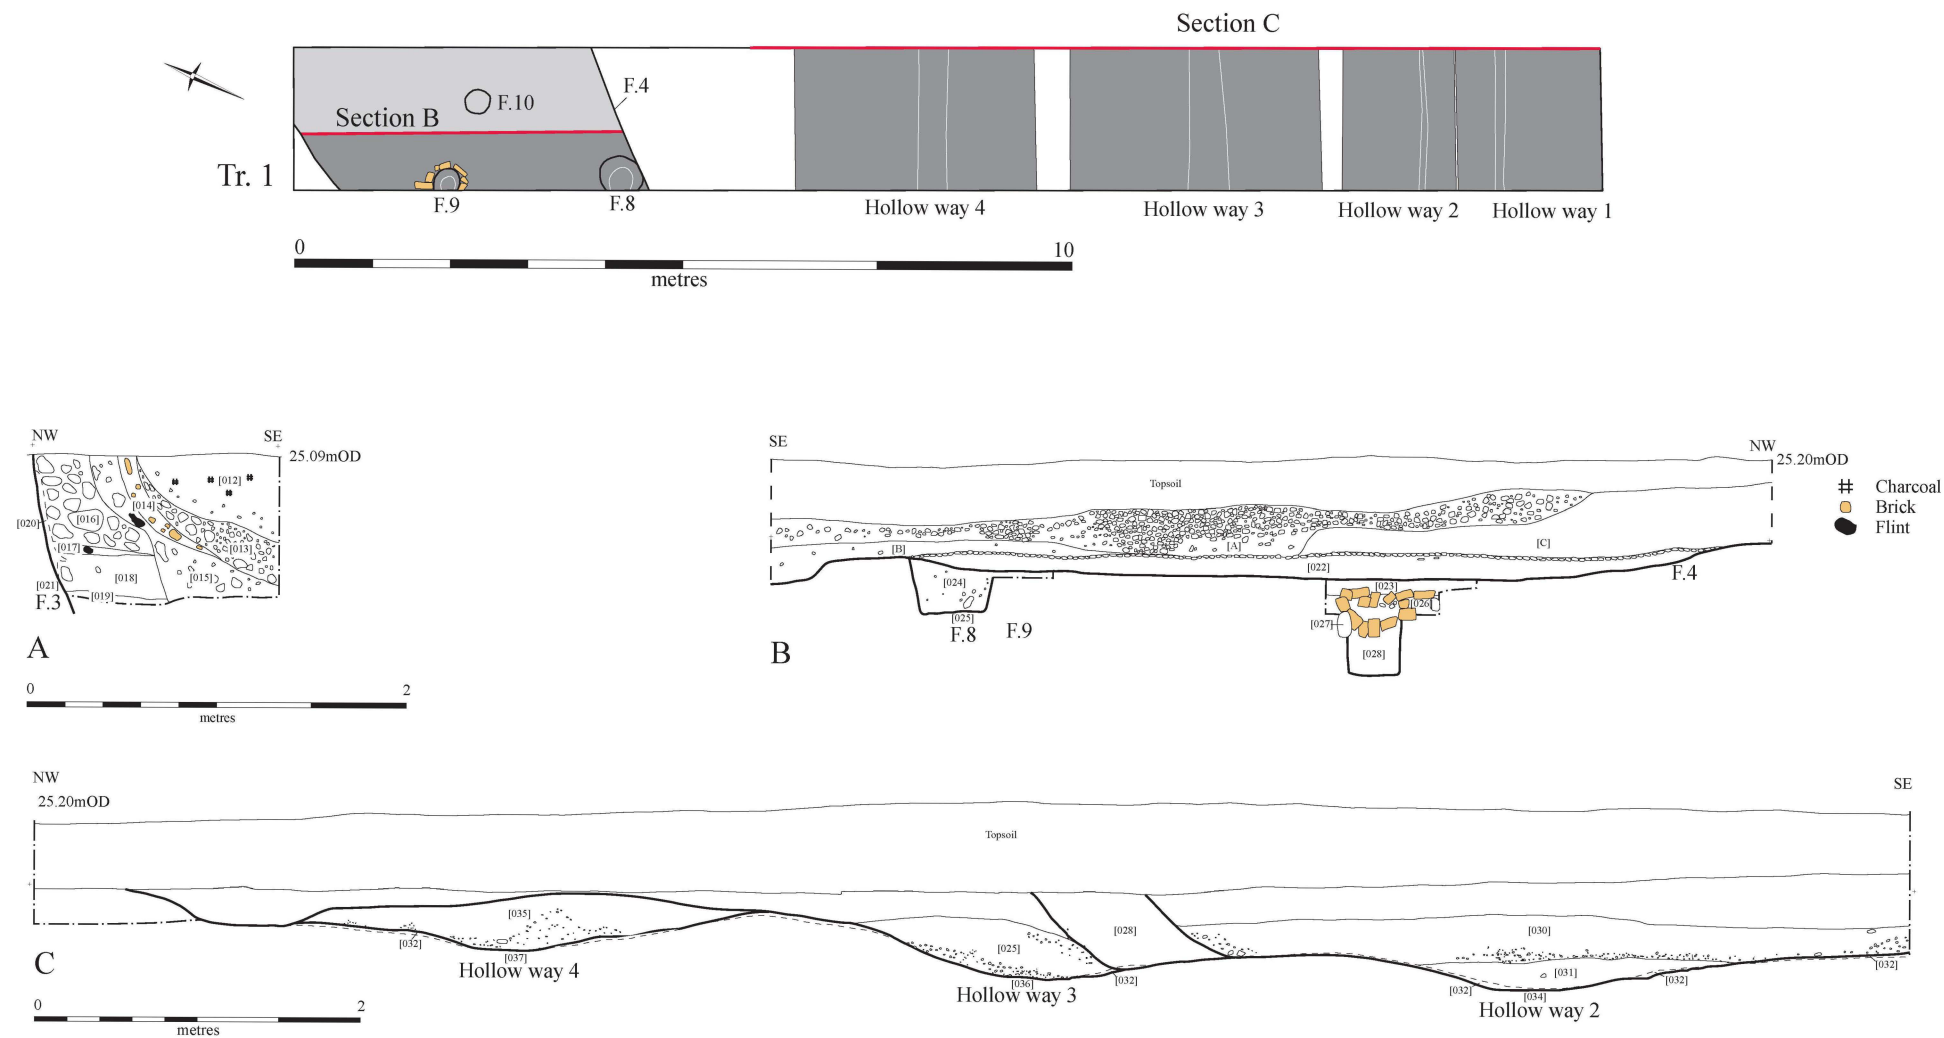 Section C
F.4
F.10
Section B
Tr. 1
F.9
F.8
Hollow way 4
Hollow way 3
Hollow way 2
Hollow way 1
0
10
metres
NW
SE
25.09mOD
[012]
[014]
[016]
[020]
[017]
[013]
[018]
[015]
[021]
[019]
F.3
A
0
2
metres
SE
NW
25.20mOD
Topsoil
[B]
[A]
[C]
[022]
F.4
[024]
[023]
[026]
[025]
[027]
F.8
F.9
[028]
B
Charcoal
Brick
Flint
NW
SE
25.20mOD
Topsoil
[035]
[032]
[037]
Hollow way 4
[025]
[028]
[036]
[032]
Hollow way 3
[030]
[031]
[032]
[034]
[032]
[032]
Hollow way 2
C
0
2
metres